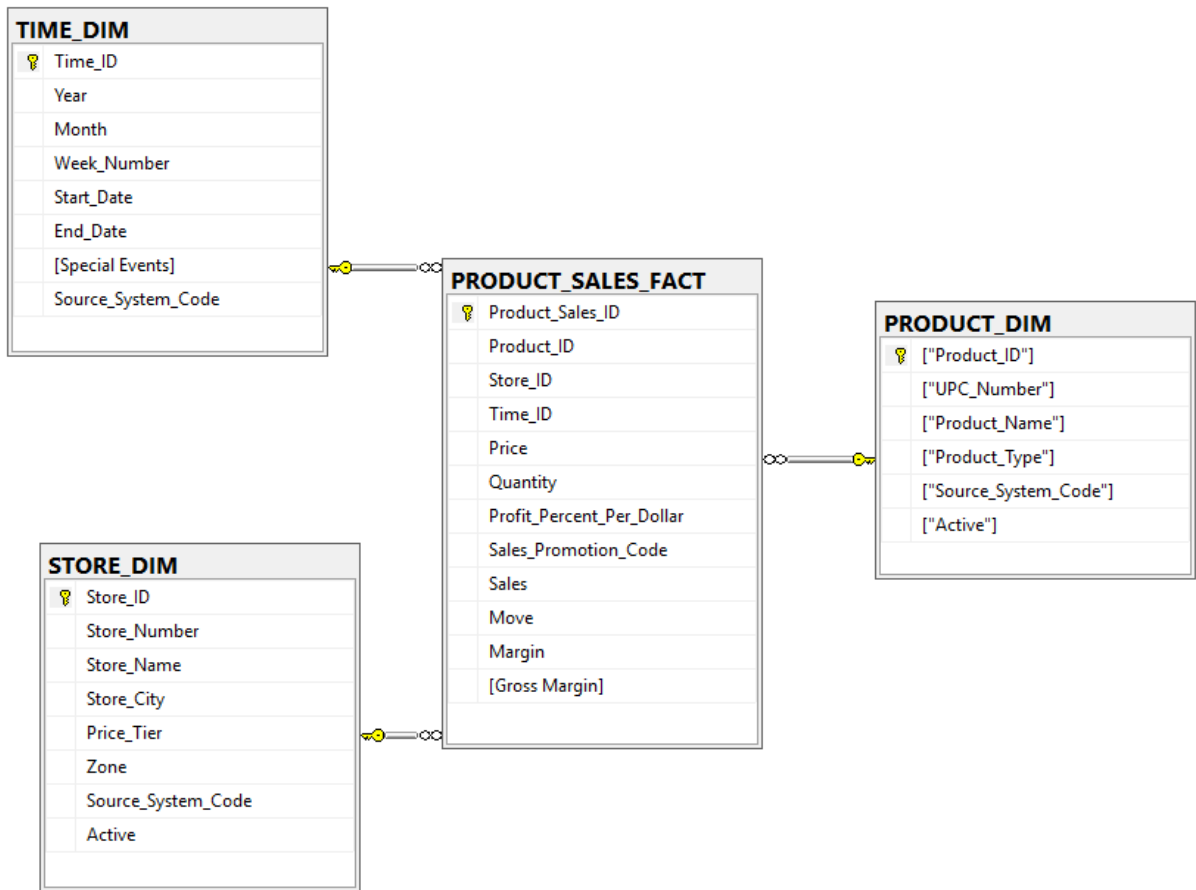 TIME_DIM
Time_ID
Year
Month
Week_Number
Start_Date
End_Date
[Special Events]
Source_System_Code
PRODUCT_SALES_FACT
Product_Sales_ID
Product_ID
Store_ID
Time_ID
Price
Quantity
Profit_Percent_Per_Dollar
Sales_Promotion_Code
Sales
Move
Margin
[Gross Margin]
PRODUCT_DIM
["Product_ID"]
["UPC_Number"]
["Product_Name"]
["Product_Type"]
["Source_System_Code"]
["Active"]
STORE_DIM
Store_ID
Store_Number
Store_Name
Store_City
Price_Tier
Zone
Source_System_Code
Active